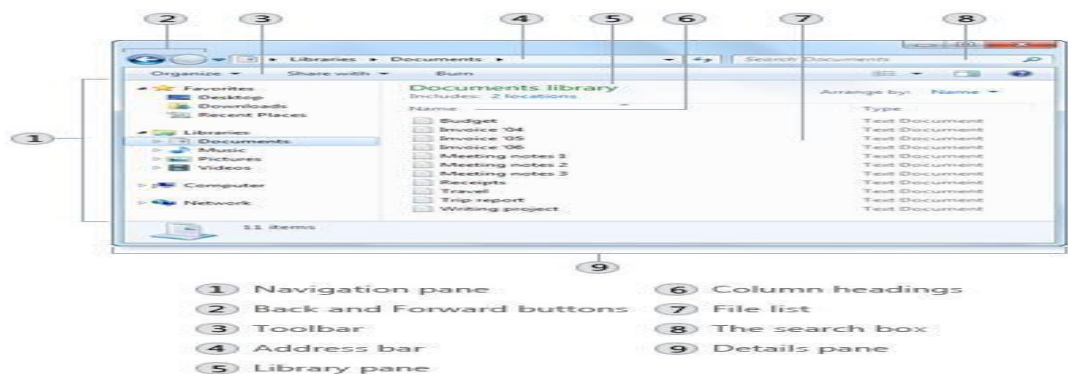 2 3 4 5 6 7 8
Libraries Documents Search Documents
Organize Share with Burn
Favorites
Desktop
Downloads
Recent Places
Libraries
Documents
Music
Pictures
Videos
Computer
Network
1
Documents library
Includes: 2 locations
Arrange by: Name
Name Type
Budget Text Document
Invoice '04 Text Document
Invoice '05 Text Document
Invoice '06 Text Document
Meeting notes 1 Text Document
Meeting notes 2 Text Document
Meeting notes 3 Text Document
Receipts Text Document
Travel Text Document
Trip report Text Document
Writing project Text Document
11 items
9
1 Navigation pane
2 Back and Forward buttons
3 Toolbar
4 Address bar
5 Library pane
6 Column headings
7 File list
8 The search box
9 Details pane